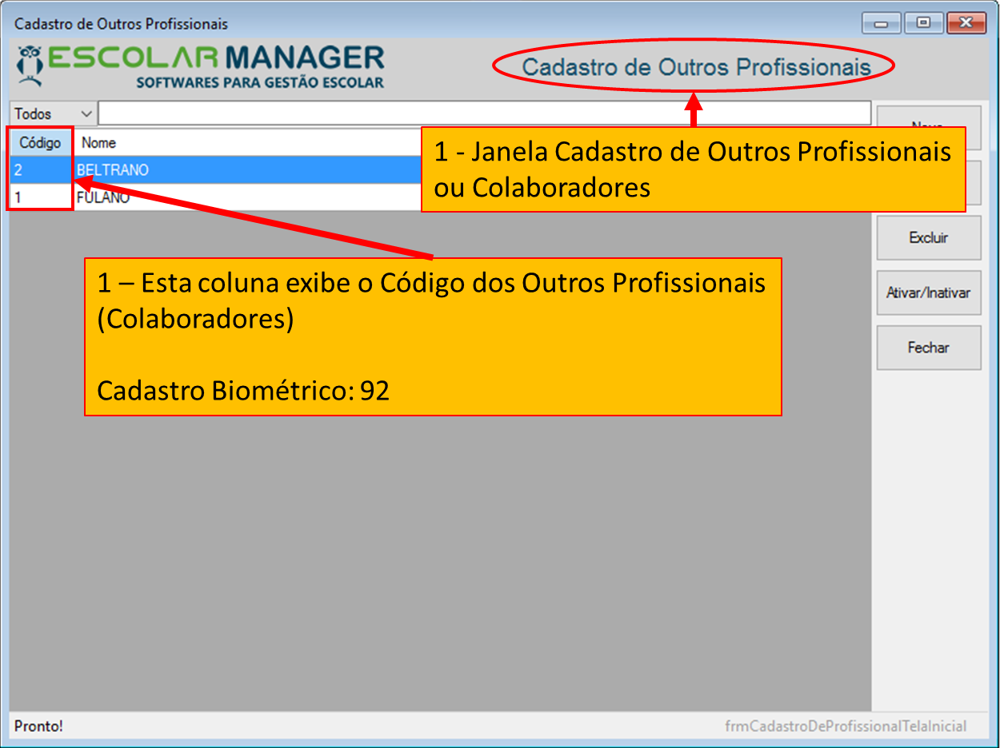 Cadastro de Outros Profissionais
ESCOLAR MANAGER
SOFTWARES PARA GESTÃO ESCOLAR
Cadastro de Outros Profissionais
Todos
Código Nome
2 BELTRANO
1 FULANO
1 - Janela Cadastro de Outros Profissionais
ou Colaboradores
Excluir
Ativar/Inativar
Fechar
1 – Esta coluna exibe o Código dos Outros Profissionais
(Colaboradores)
Cadastro Biométrico: 92
Pronto!
frmCadastroDeProfissionalTelaInicial